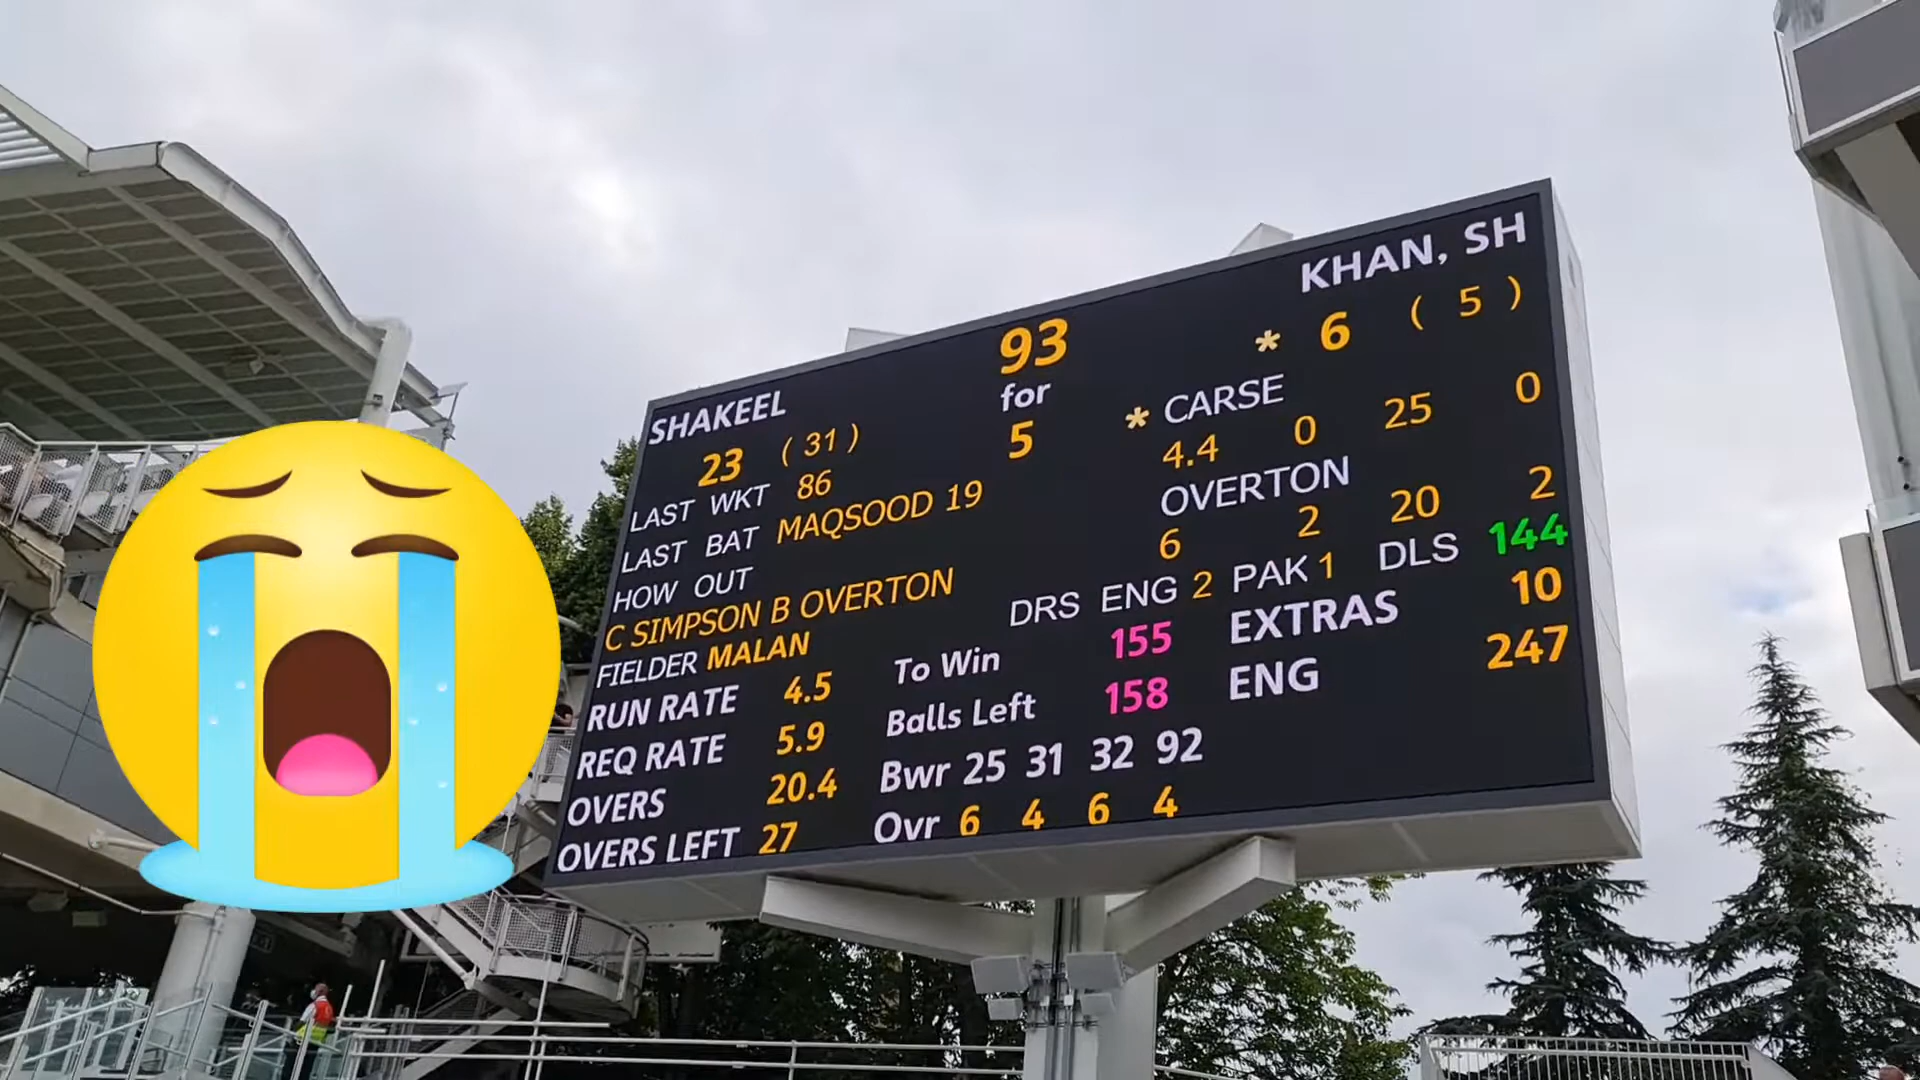 KHAN, SH
* 6 ( 5 )
93
for
5
SHAKEEL
23 ( 31 )
LAST WKT 86
LAST BAT MAQSOOD 19
HOW OUT
C SIMPSON B OVERTON
FIELDER MALAN
RUN RATE 4.5
REQ RATE 5.9
OVERS 20.4
OVERS LEFT 27
* CARSE
4.4 0 25 0
OVERTON
6 2 20 2
DRS ENG 2 PAK 1 DLS 144
To Win 155
Balls Left 158
EXTRAS 10
ENG 247
Bwr 25 31 32 92
Ovr 6 4 6 4